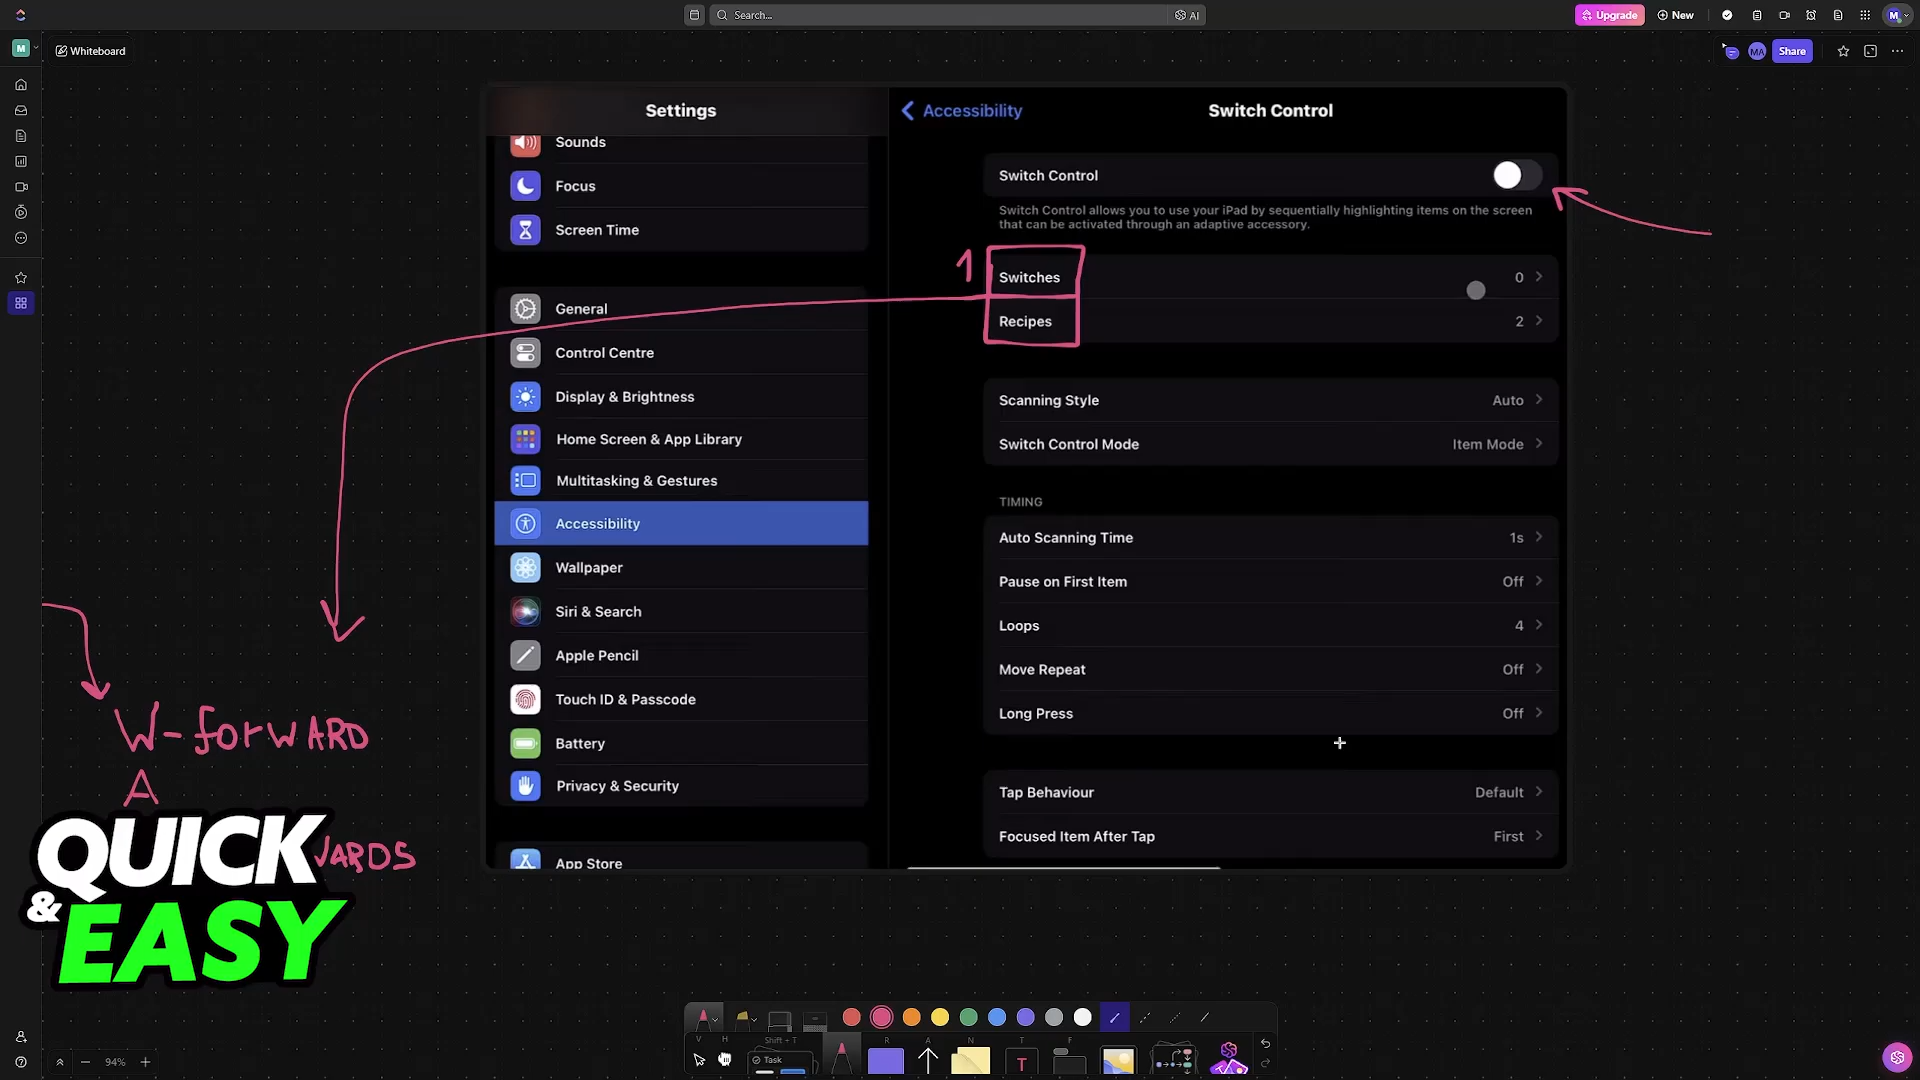 Search...
AI
Upgrade
New
M
M
Whiteboard
MA
Share
Settings
Sounds
Focus
Screen Time
General
Control Centre
Display & Brightness
Home Screen & App Library
Multitasking & Gestures
Accessibility
Wallpaper
Siri & Search
Apple Pencil
Touch ID & Passcode
Battery
Privacy & Security
App Store
Accessibility
Switch Control
Switch Control
Switch Control allows you to use your iPad by sequentially highlighting items on the screen
that can be activated through an adaptive accessory.
1
Switches 0
Recipes 2
Scanning Style Auto
Switch Control Mode Item Mode
TIMING
Auto Scanning Time 1s
Pause on First Item Off
Loops 4
Move Repeat Off
Long Press Off
Tap Behaviour Default
Focused Item After Tap First
W-forWARD
A
WARDS
QUICK
& EASY
94%
V H Shift + T R A N T F
Task
T